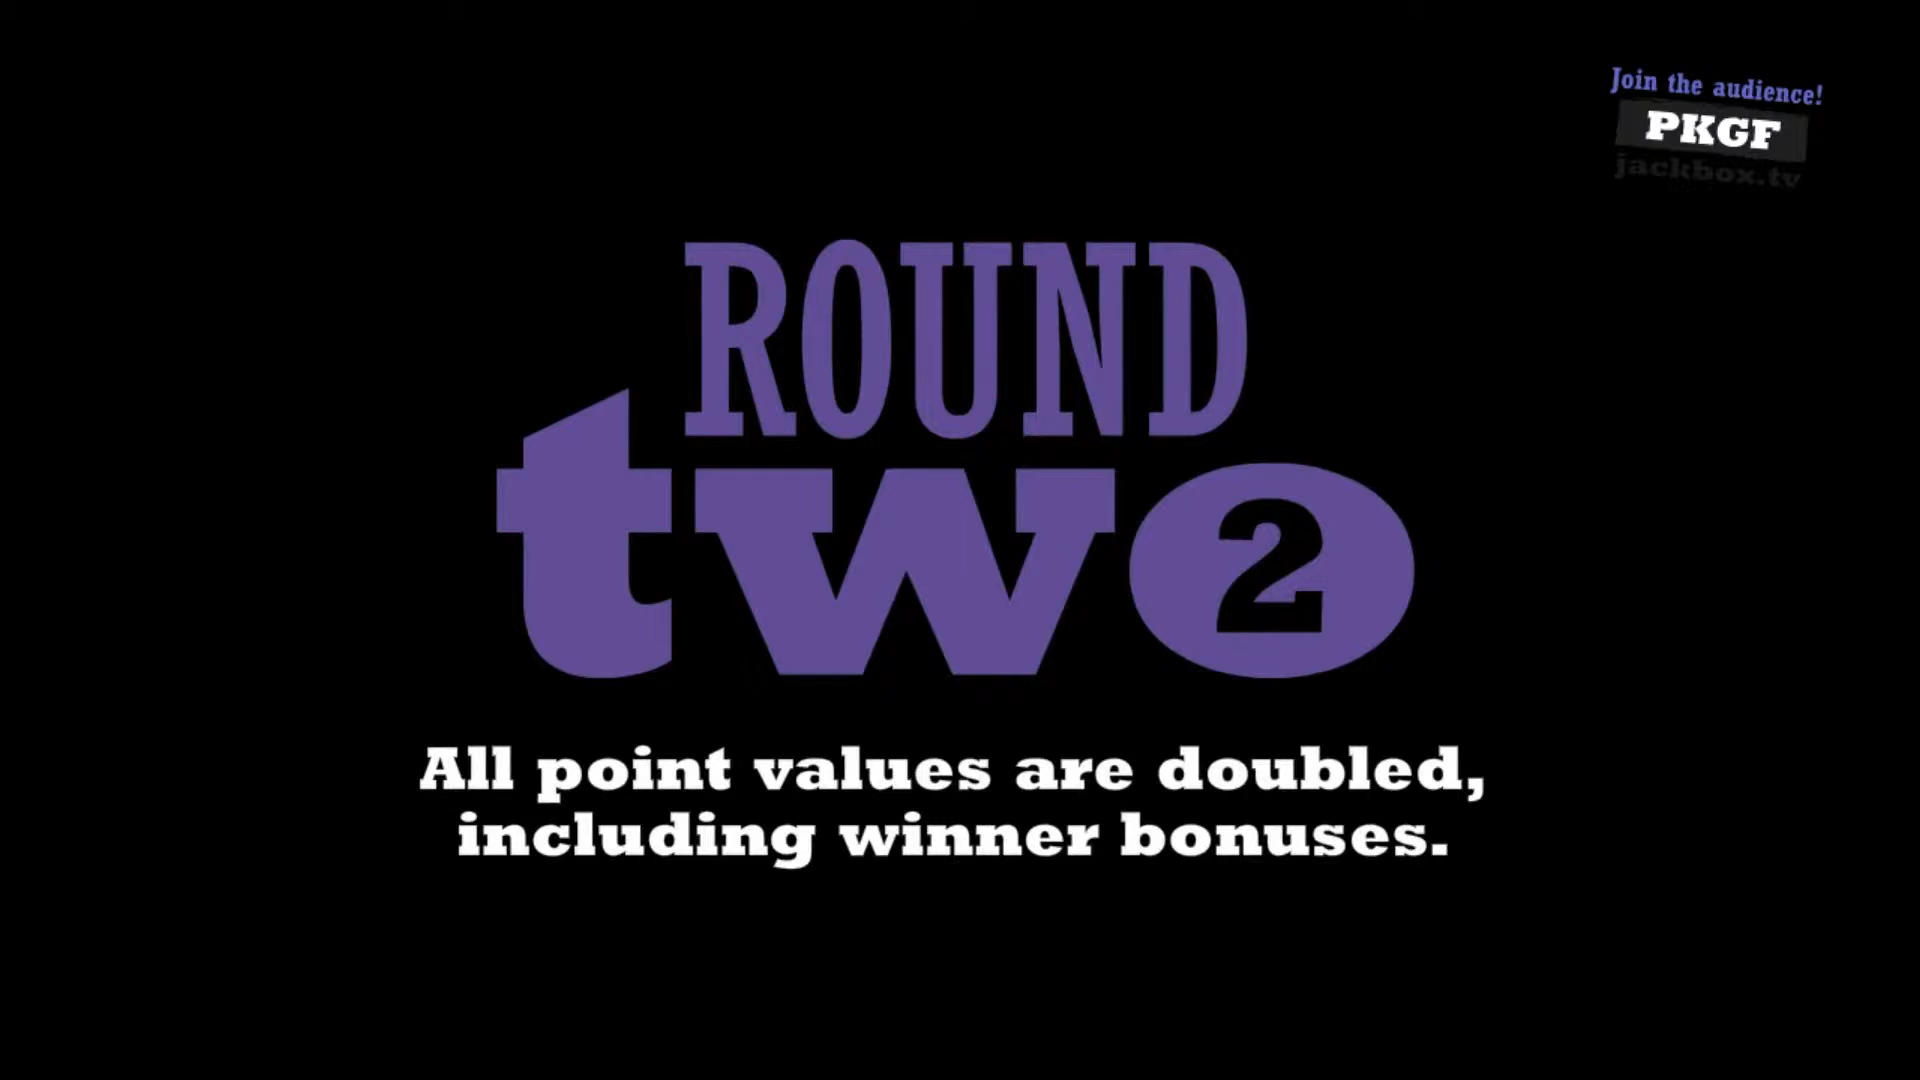 Join the audience!
PKGF
jackbox.tv
ROUND
two
2
All point values are doubled,
including winner bonuses.